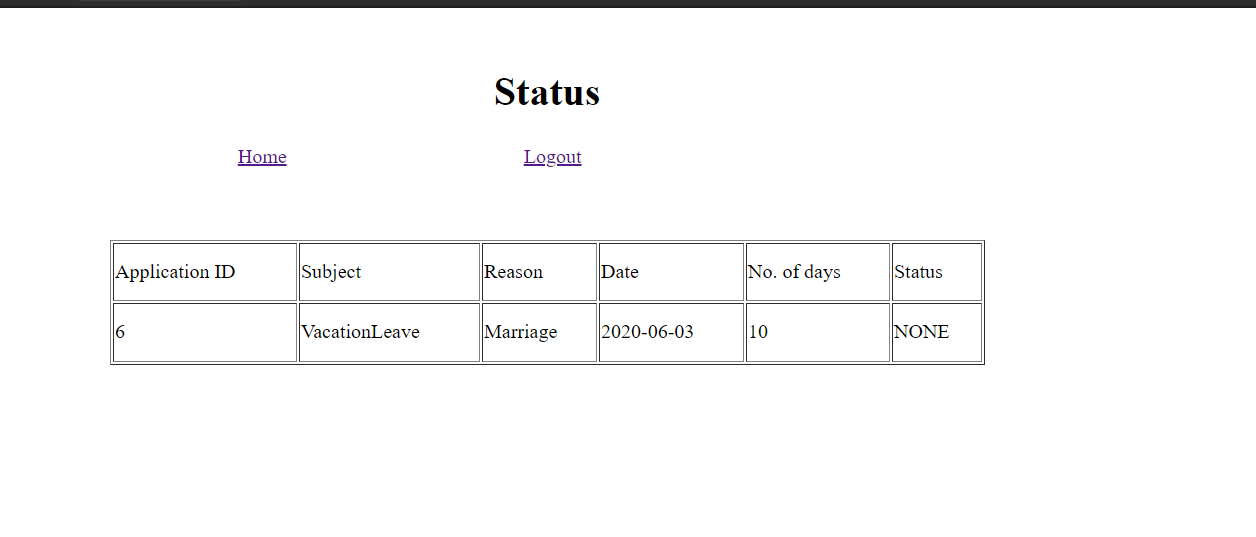 Status
Home Logout
Application ID Subject Reason Date No. of days Status
6 VacationLeave Marriage 2020-06-03 10 NONE